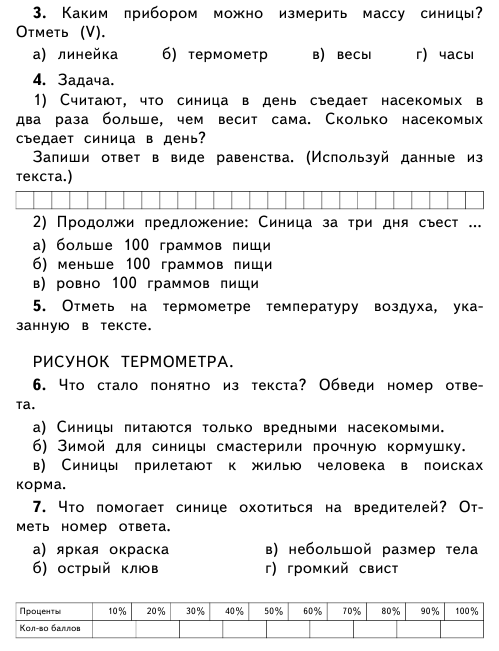 3. Каким прибором можно измерить массу синицы?
Отметь (V).
а) линейка б) термометр в) весы г) часы
4. Задача.
1) Считают, что синица в день съедает насекомых в
два раза больше, чем весит сама. Сколько насекомых
съедает синица в день?
Запиши ответ в виде равенства. (Используй данные из
текста.)
2) Продолжи предложение: Синица за три дня съест ...
а) больше 100 граммов пищи
б) меньше 100 граммов пищи
в) ровно 100 граммов пищи
5. Отметь на термометре температуру воздуха, ука-
занную в тексте.
РИСУНОК ТЕРМОМЕТРА.
6. Что стало понятно из текста? Обведи номер отве-
та.
а) Синицы питаются только вредными насекомыми.
б) Зимой для синицы смастерили прочную кормушку.
в) Синицы прилетают к жилью человека в поисках
корма.
7. Что помогает синице охотиться на вредителей? От-
меть номер ответа.
а) яркая окраска в) небольшой размер тела
б) острый клюв г) громкий свист
Проценты 10% 20% 30% 40% 50% 60% 70% 80% 90% 100%
Кол-во баллов